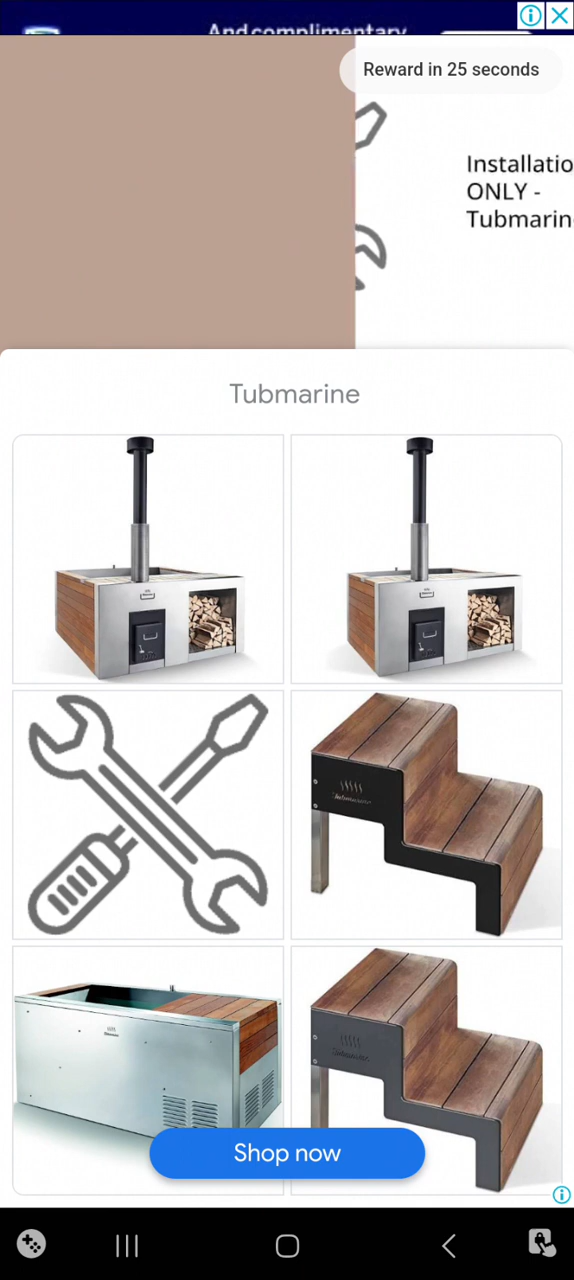 And complimentary
Reward in 25 seconds
Installatio
ONLY -
Tubmarin
Tubmarine
Shop now